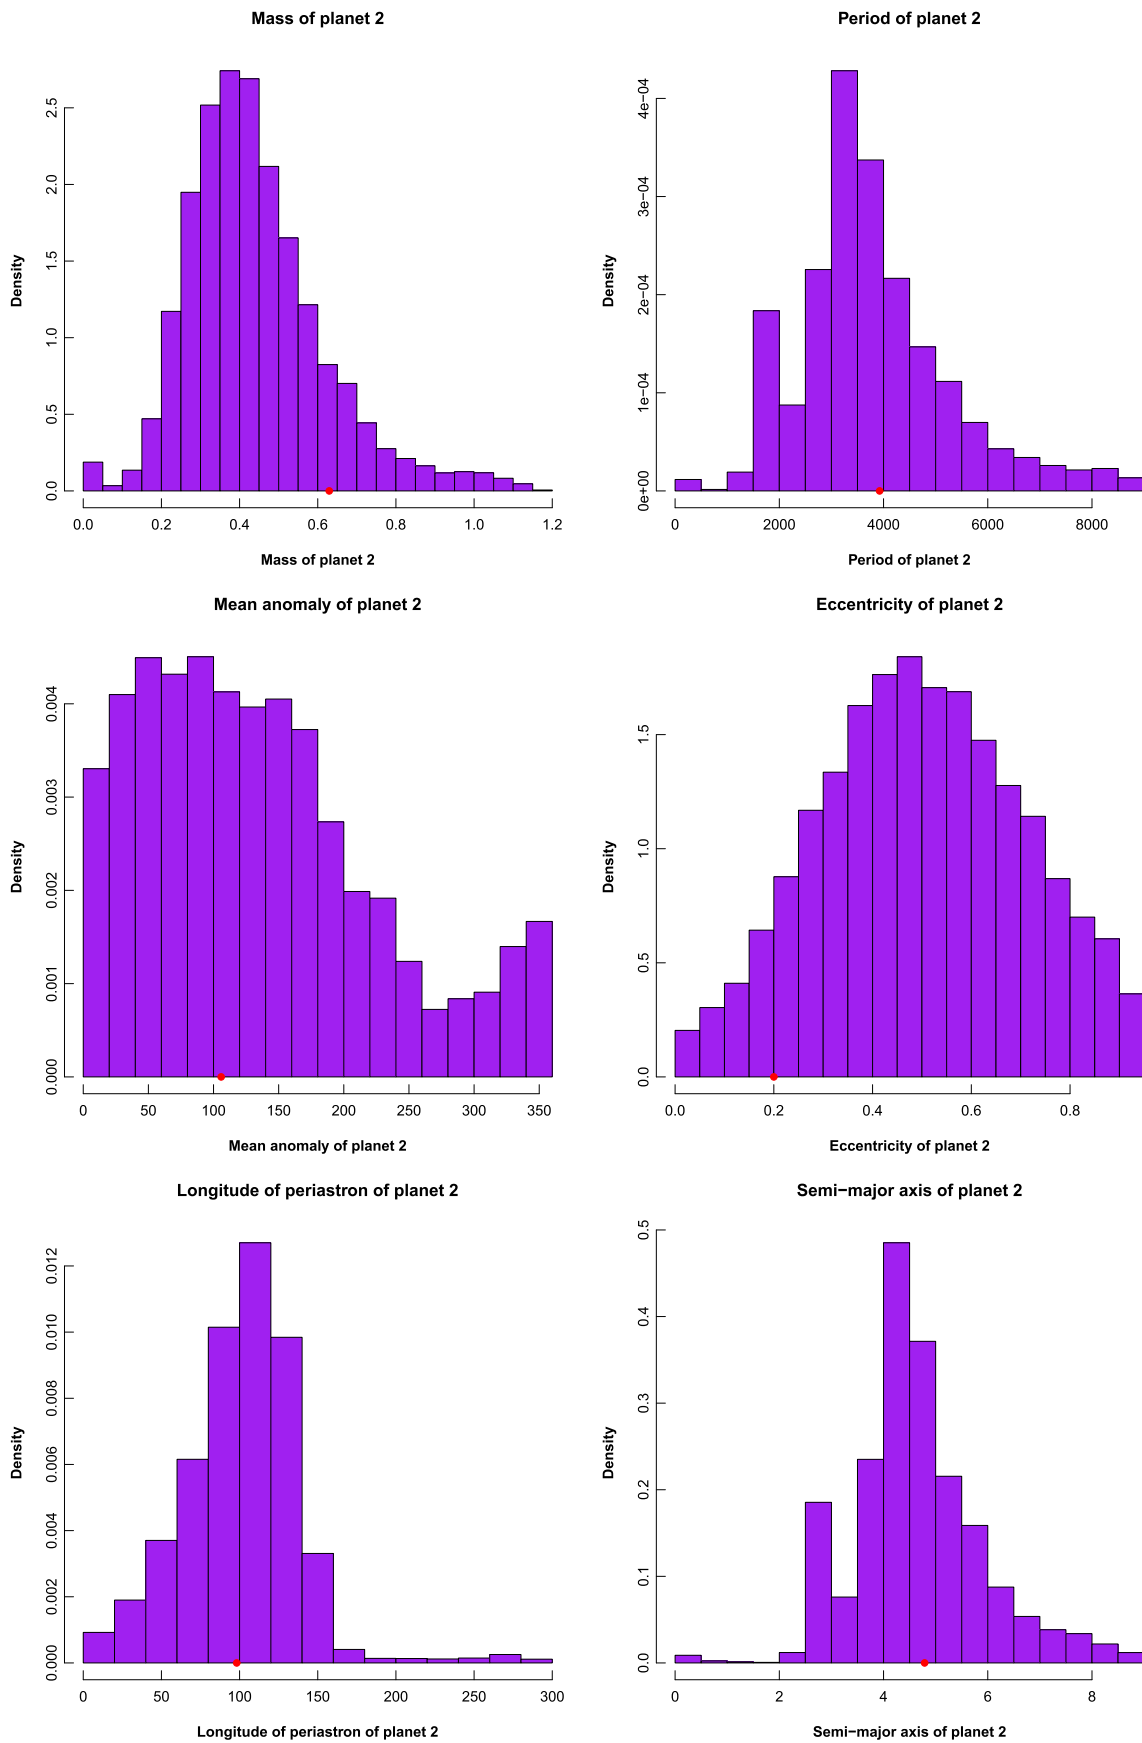 Mass of planet 2
Density
0.0 0.5 1.0 1.5 2.0 2.5
0.0 0.2 0.4 0.6 0.8 1.0 1.2
Mass of planet 2
Period of planet 2
Density
0e+00 1e−04 2e−04 3e−04 4e−04
0 2000 4000 6000 8000
Period of planet 2
Mean anomaly of planet 2
Density
0.000 0.001 0.002 0.003 0.004
0 50 100 150 200 250 300 350
Mean anomaly of planet 2
Eccentricity of planet 2
Density
0.0 0.5 1.0 1.5
0.0 0.2 0.4 0.6 0.8
Eccentricity of planet 2
Longitude of periastron of planet 2
Density
0.000 0.002 0.004 0.006 0.008 0.010 0.012
0 50 100 150 200 250 300
Longitude of periastron of planet 2
Semi−major axis of planet 2
Density
0.0 0.1 0.2 0.3 0.4 0.5
0 2 4 6 8
Semi−major axis of planet 2